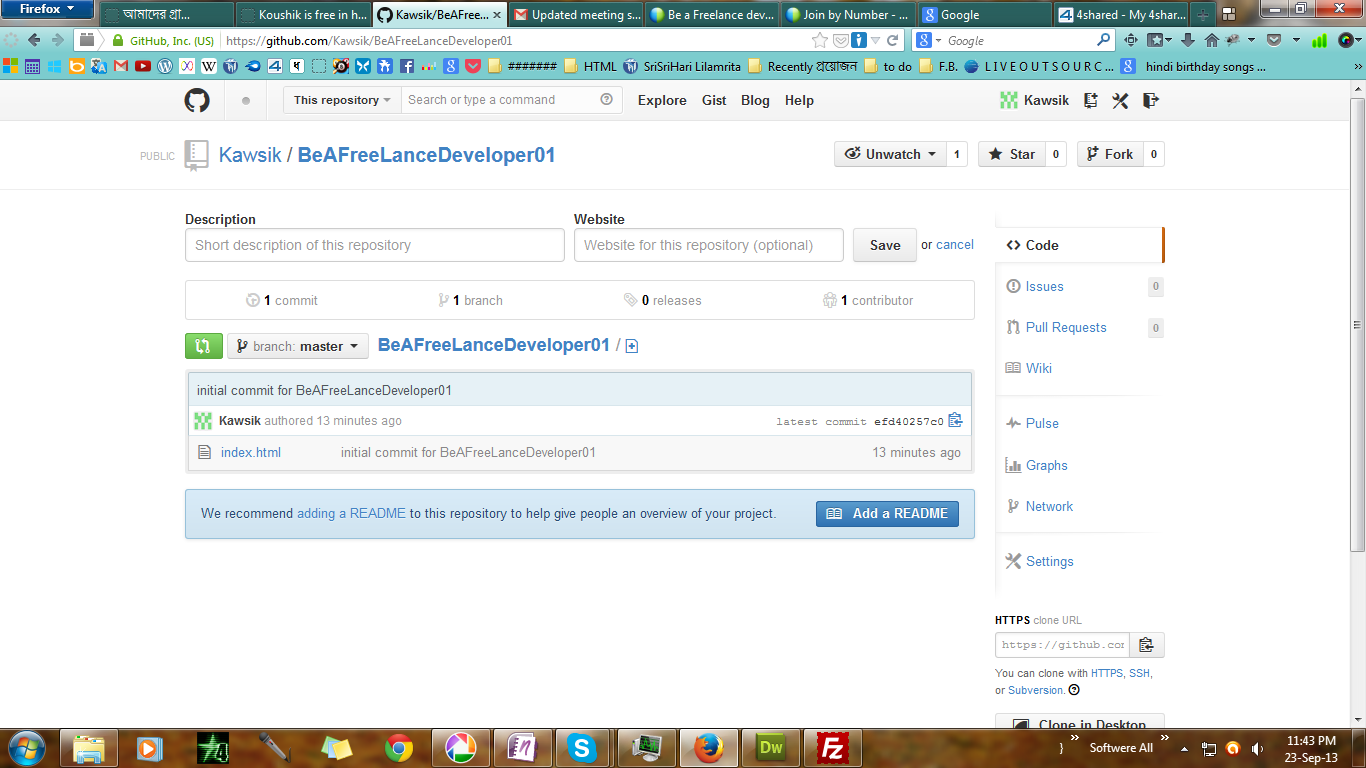 Firefox
আমাদের গ্রা...
Koushik is free in h...
Kawsik/BeAFree...
Updated meeting s...
Be a Freelance dev...
Join by Number - ...
Google
4shared - My 4shar...
GitHub, Inc. (US)
https://github.com/Kawsik/BeAFreeLanceDeveloper01
Google
#######
HTML
SriSriHari Lilamrita
Recently প্রয়োজন
to do
F.B.
L I V E O U T S O U R C ...
hindi birthday songs ...
This repository
Search or type a command
Explore
Gist
Blog
Help
Kawsik
PUBLIC
Kawsik / BeAFreeLanceDeveloper01
Unwatch
1
Star
0
Fork
0
Description
Website
Short description of this repository
Website for this repository (optional)
Save
or cancel
1 commit
1 branch
0 releases
1 contributor
branch: master
BeAFreeLanceDeveloper01 /
initial commit for BeAFreeLanceDeveloper01
Kawsik authored 13 minutes ago
latest commit efd40257c0
index.html
initial commit for BeAFreeLanceDeveloper01
13 minutes ago
We recommend adding a README to this repository to help give people an overview of your project.
Add a README
Code
Issues
0
Pull Requests
0
Wiki
Pulse
Graphs
Network
Settings
HTTPS clone URL
https://github.com
You can clone with HTTPS, SSH,
or Subversion.
Clone in Desktop
Dw
Fz
Softwere All
11:43 PM
23-Sep-13